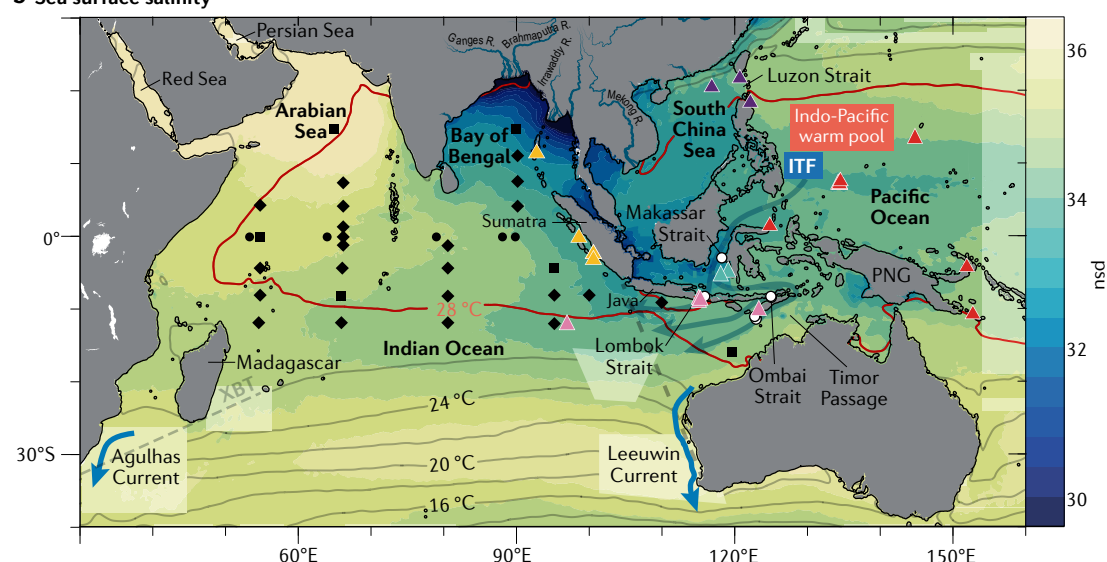 Sea surface salinity
Persian Sea
Red Sea
Arabian
Sea
Ganges R.
Brahmaputra R.
Irrawaddy R.
Mekong R.
Bay of
Bengal
South
China
Sea
Luzon Strait
Indo-Pacific
warm pool
ITF
Pacific
Ocean
Sumatra
Makassar
Strait
PNG
Java
28 °C
Indian Ocean
Lombok
Strait
Ombai
Strait
Timor
Passage
Madagascar
XBT
24 °C
20 °C
16 °C
Agulhas
Current
Leeuwin
Current
0°
30°S
60°E
90°E
120°E
150°E
36
34
32
30
psu